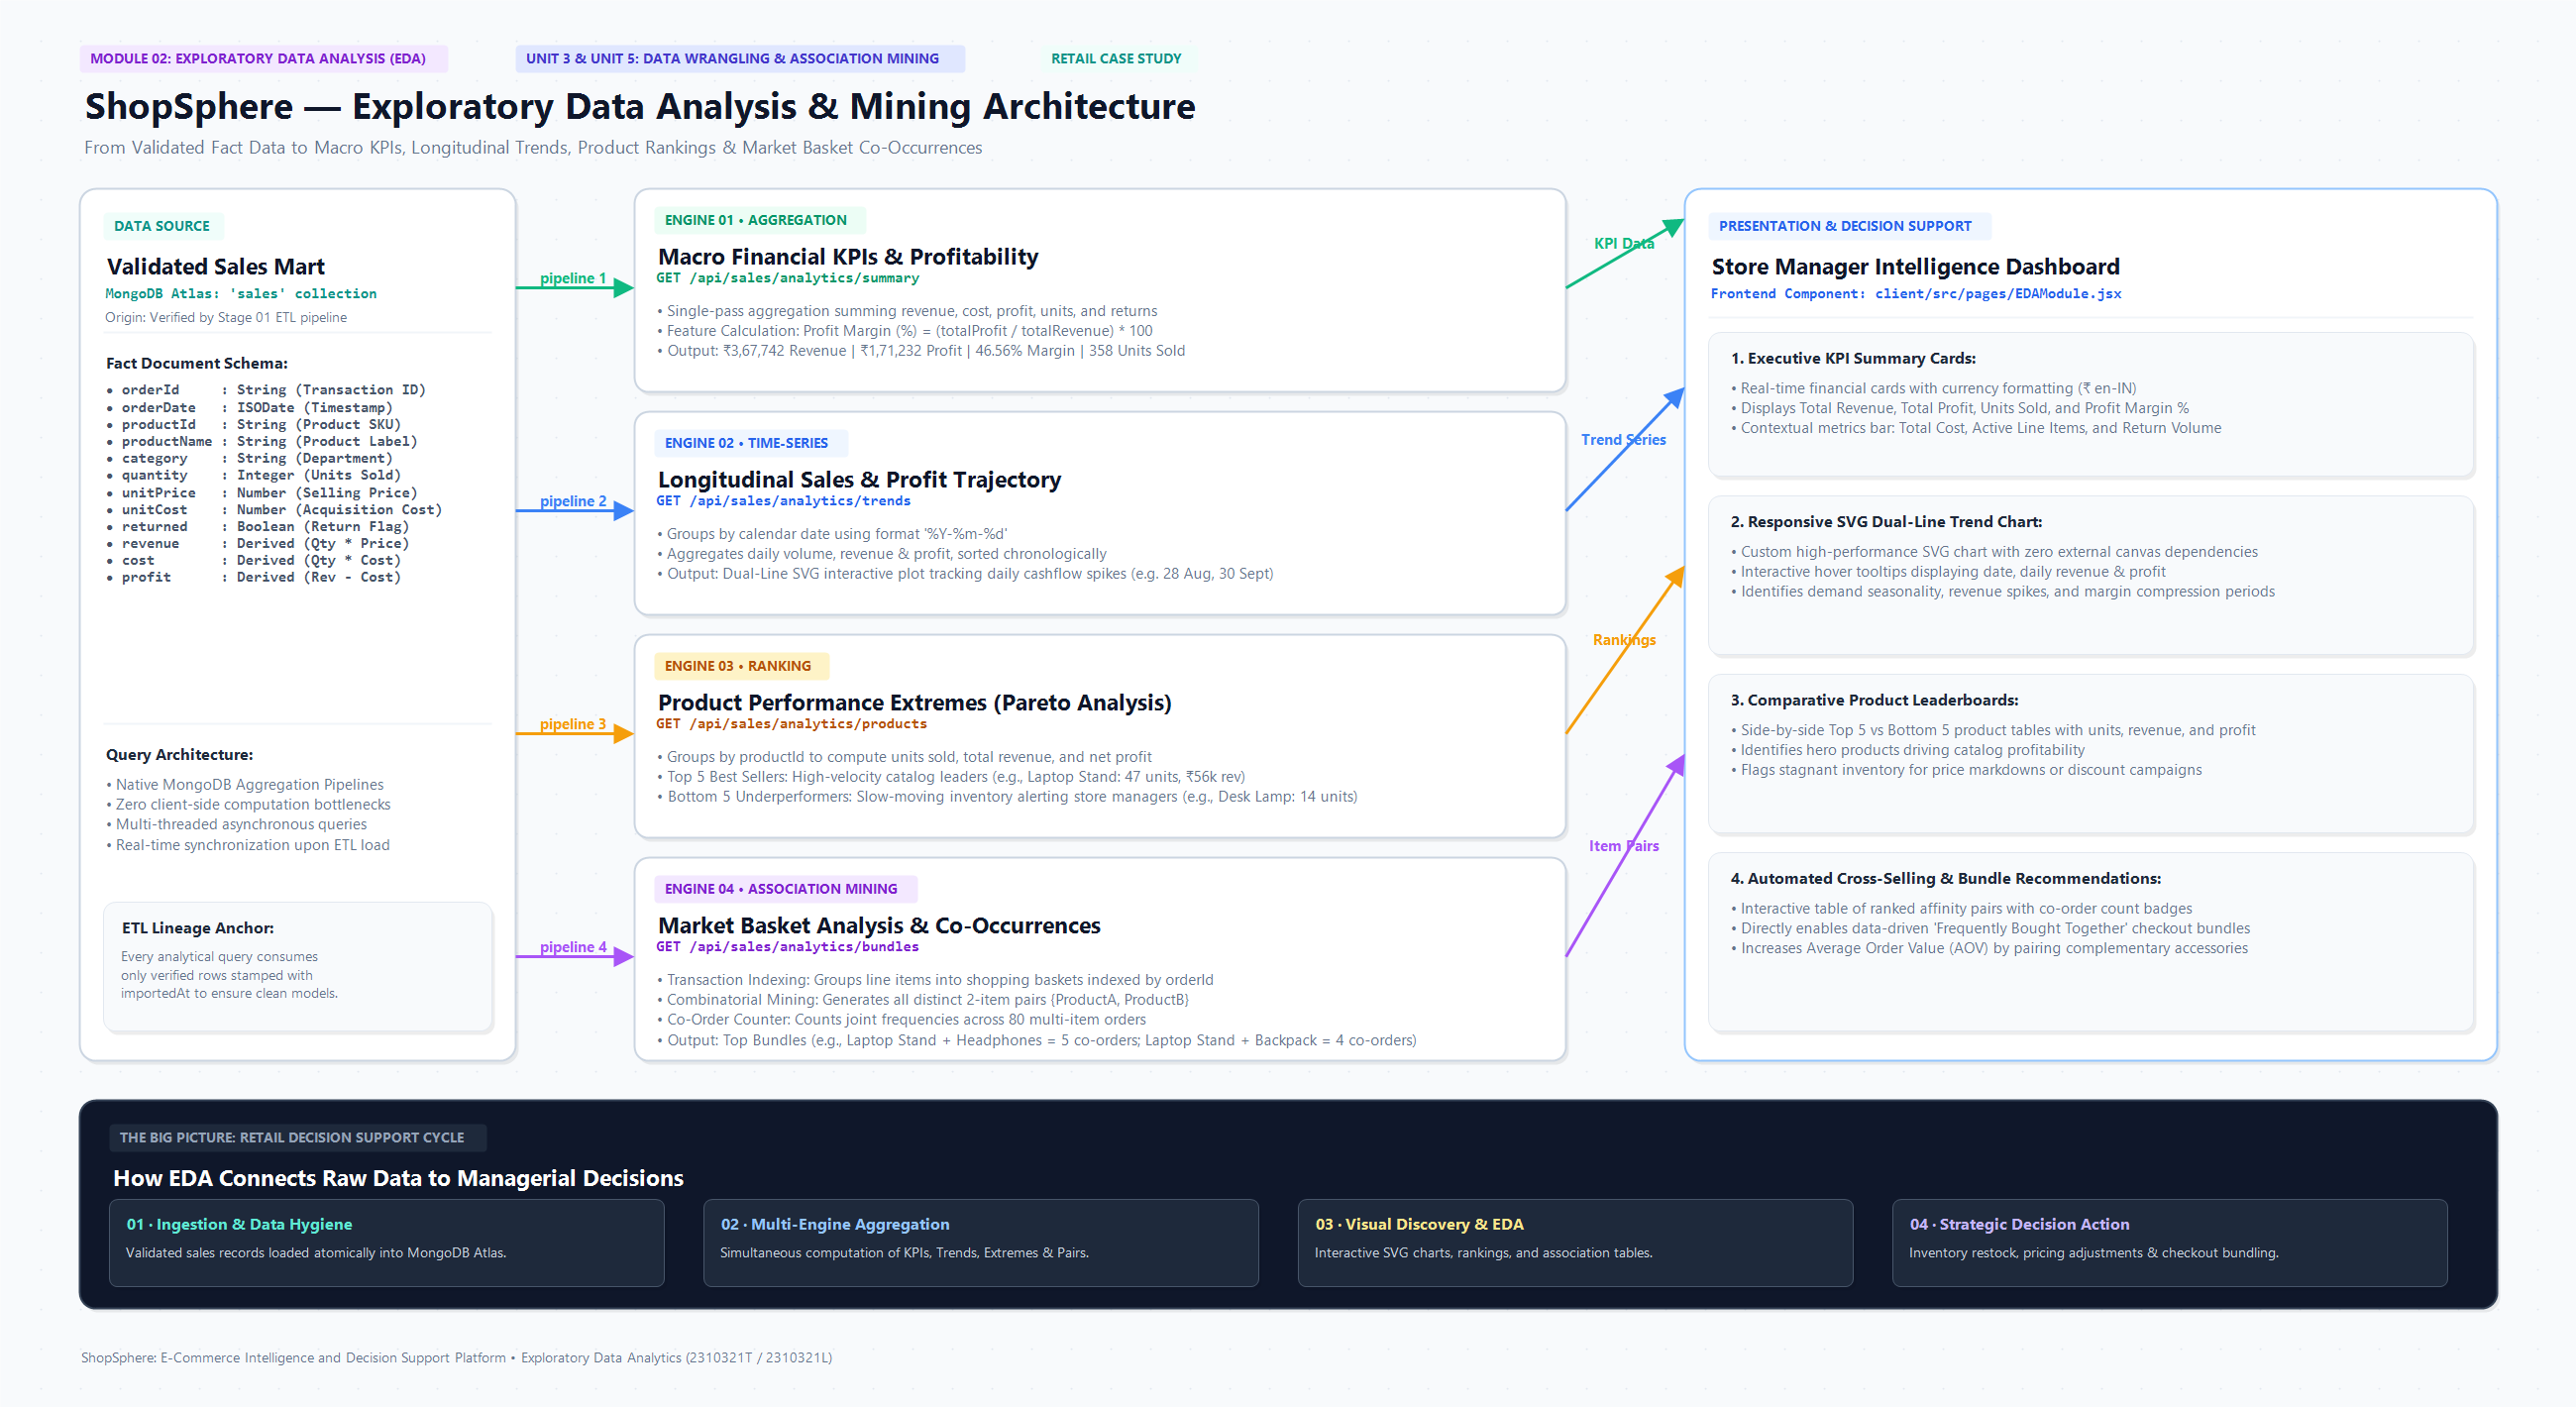 MODULE 02: EXPLORATORY DATA ANALYSIS (EDA)
UNIT 3 & UNIT 5: DATA WRANGLING & ASSOCIATION MINING
RETAIL CASE STUDY
ShopSphere — Exploratory Data Analysis & Mining Architecture
From Validated Fact Data to Macro KPIs, Longitudinal Trends, Product Rankings & Market Basket Co-Occurrences
DATA SOURCE
Validated Sales Mart
MongoDB Atlas: 'sales' collection
Origin: Verified by Stage 01 ETL pipeline
Fact Document Schema:
• orderId : String (Transaction ID)
• orderDate : ISODate (Timestamp)
• productId : String (Product SKU)
• productName : String (Product Label)
• category : String (Department)
• quantity : Integer (Units Sold)
• unitPrice : Number (Selling Price)
• unitCost : Number (Acquisition Cost)
• returned : Boolean (Return Flag)
• revenue : Derived (Qty * Price)
• cost : Derived (Qty * Cost)
• profit : Derived (Rev - Cost)
Query Architecture:
• Native MongoDB Aggregation Pipelines
• Zero client-side computation bottlenecks
• Multi-threaded asynchronous queries
• Real-time synchronization upon ETL load
ETL Lineage Anchor:
Every analytical query consumes
only verified rows stamped with
importedAt to ensure clean models.
pipeline 1
pipeline 2
pipeline 3
pipeline 4
ENGINE 01 • AGGREGATION
Macro Financial KPIs & Profitability
GET /api/sales/analytics/summary
• Single-pass aggregation summing revenue, cost, profit, units, and returns
• Feature Calculation: Profit Margin (%) = (totalProfit / totalRevenue) * 100
• Output: ₹3,67,742 Revenue | ₹1,71,232 Profit | 46.56% Margin | 358 Units Sold
ENGINE 02 • TIME-SERIES
Longitudinal Sales & Profit Trajectory
GET /api/sales/analytics/trends
• Groups by calendar date using format '%Y-%m-%d'
• Aggregates daily volume, revenue & profit, sorted chronologically
• Output: Dual-Line SVG interactive plot tracking daily cashflow spikes (e.g. 28 Aug, 30 Sept)
ENGINE 03 • RANKING
Product Performance Extremes (Pareto Analysis)
GET /api/sales/analytics/products
• Groups by productId to compute units sold, total revenue, and net profit
• Top 5 Best Sellers: High-velocity catalog leaders (e.g., Laptop Stand: 47 units, ₹56k rev)
• Bottom 5 Underperformers: Slow-moving inventory alerting store managers (e.g., Desk Lamp: 14 units)
ENGINE 04 • ASSOCIATION MINING
Market Basket Analysis & Co-Occurrences
GET /api/sales/analytics/bundles
• Transaction Indexing: Groups line items into shopping baskets indexed by orderId
• Combinatorial Mining: Generates all distinct 2-item pairs {ProductA, ProductB}
• Co-Order Counter: Counts joint frequencies across 80 multi-item orders
• Output: Top Bundles (e.g., Laptop Stand + Headphones = 5 co-orders; Laptop Stand + Backpack = 4 co-orders)
KPI Data
Trend Series
Rankings
Item Pairs
PRESENTATION & DECISION SUPPORT
Store Manager Intelligence Dashboard
Frontend Component: client/src/pages/EDAModule.jsx
1. Executive KPI Summary Cards:
• Real-time financial cards with currency formatting (₹ en-IN)
• Displays Total Revenue, Total Profit, Units Sold, and Profit Margin %
• Contextual metrics bar: Total Cost, Active Line Items, and Return Volume
2. Responsive SVG Dual-Line Trend Chart:
• Custom high-performance SVG chart with zero external canvas dependencies
• Interactive hover tooltips displaying date, daily revenue & profit
• Identifies demand seasonality, revenue spikes, and margin compression periods
3. Comparative Product Leaderboards:
• Side-by-side Top 5 vs Bottom 5 product tables with units, revenue, and profit
• Identifies hero products driving catalog profitability
• Flags stagnant inventory for price markdowns or discount campaigns
4. Automated Cross-Selling & Bundle Recommendations:
• Interactive table of ranked affinity pairs with co-order count badges
• Directly enables data-driven 'Frequently Bought Together' checkout bundles
• Increases Average Order Value (AOV) by pairing complementary accessories
THE BIG PICTURE: RETAIL DECISION SUPPORT CYCLE
How EDA Connects Raw Data to Managerial Decisions
01 · Ingestion & Data Hygiene
Validated sales records loaded atomically into MongoDB Atlas.
02 · Multi-Engine Aggregation
Simultaneous computation of KPIs, Trends, Extremes & Pairs.
03 · Visual Discovery & EDA
Interactive SVG charts, rankings, and association tables.
04 · Strategic Decision Action
Inventory restock, pricing adjustments & checkout bundling.
ShopSphere: E-Commerce Intelligence and Decision Support Platform • Exploratory Data Analytics (2310321T / 2310321L)